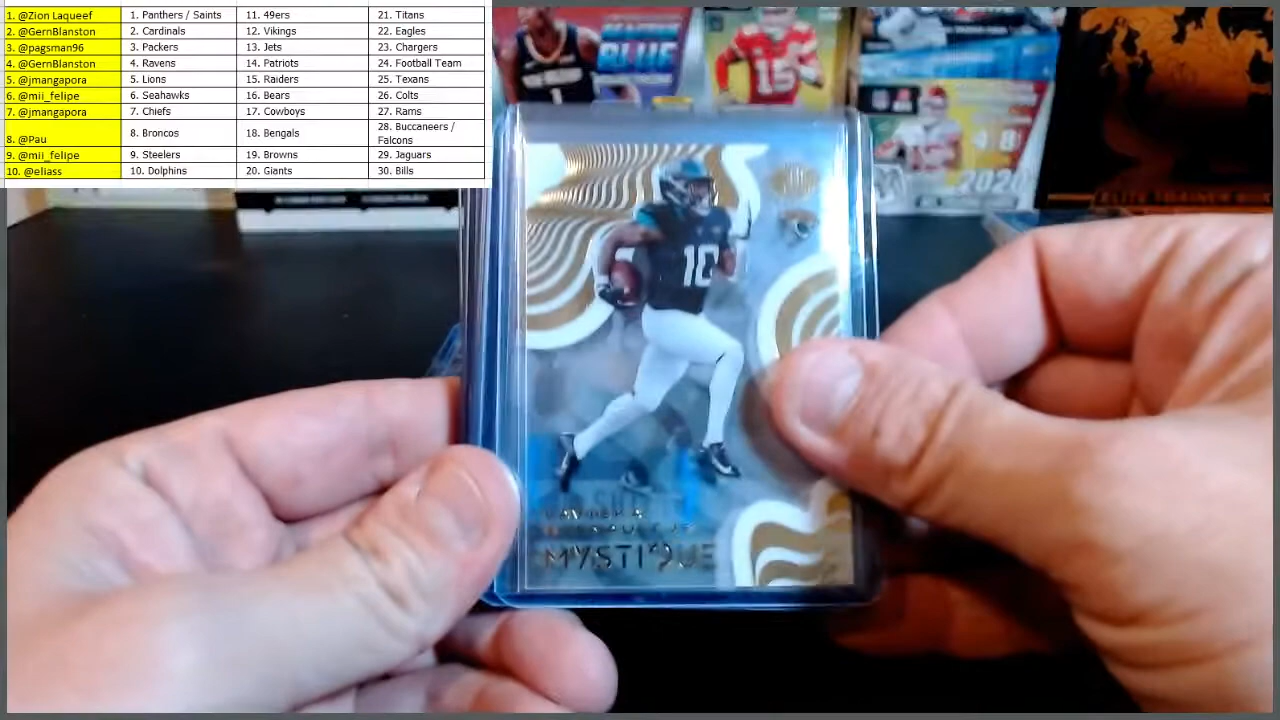 1. @Zion Laqueef 1. Panthers / Saints 11. 49ers 21. Titans
2. @GernBlanston 2. Cardinals 12. Vikings 22. Eagles
3. @pagsman96 3. Packers 13. Jets 23. Chargers
4. @GernBlanston 4. Ravens 14. Patriots 24. Football Team
5. @jmangapora 5. Lions 15. Raiders 25. Texans
6. @mii_felipe 6. Seahawks 16. Bears 26. Colts
7. @jmangapora 7. Chiefs 17. Cowboys 27. Rams
8. @Pau 8. Broncos 18. Bengals 28. Buccaneers / Falcons
9. @mii_felipe 9. Steelers 19. Browns 29. Jaguars
10. @eliass 10. Dolphins 20. Giants 30. Bills
BLUE
1
15
2020
ELITE TRAINER BOX
10
MYSTIQUE